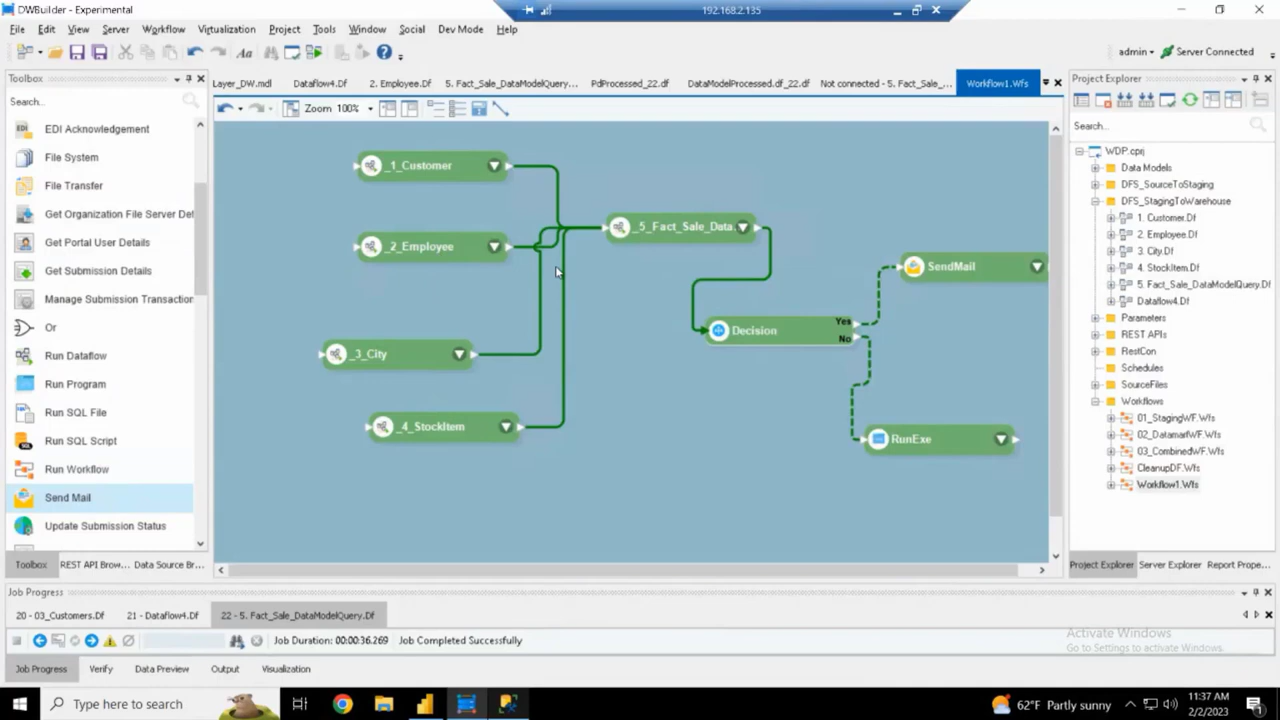 DWBuilder - Experimental
192.168.2.135
File Edit View Server Workflow Virtualization Project Tools Window Social Dev Mode Help
Aa
admin
Server Connected
Toolbox
Search...
EDI Acknowledgement
File System
File Transfer
Get Organization File Server Def
Get Portal User Details
Get Submission Details
Manage Submission Transaction
Or
Run Dataflow
Run Program
Run SQL File
Run SQL Script
Run Workflow
Send Mail
Update Submission Status
Toolbox REST API Brow... Data Source Br...
Layer_DW.mdl Dataflow4.Df 2. Employee.Df 5. Fact_Sale_DataModelQuery... PdProcessed_22.df DataModelProcessed.df_22.df Not connected - 5. Fact_Sale_... Workflow1.Wfs
Zoom 100%
_1_Customer
_2_Employee
_3_City
_4_StockItem
_5_Fact_Sale_Data.
Decision
Yes
No
SendMail
RunExe
Project Explorer
Search...
WDP.cprj
Data Models
DFS_SourceToStaging
DFS_StagingToWarehouse
1. Customer.Df
2. Employee.Df
3. City.Df
4. StockItem.Df
5. Fact_Sale_DataModelQuery.Df
Dataflow4.Df
Parameters
REST APIs
RestCon
Schedules
SourceFiles
Workflows
01_StagingWF.Wfs
02_DatamartWF.Wfs
03_CombinedWF.Wfs
CleanupDF.Wfs
Workflow1.Wfs
Project Explorer Server Explorer Report Prope...
Job Progress
20 - 03_Customers.Df 21 - Dataflow4.Df 22 - 5. Fact_Sale_DataModelQuery.Df
Job Duration: 00:00:36.269 Job Completed Successfully
Activate Windows
Go to Settings to activate Windows.
Job Progress Verify Data Preview Output Visualization
Type here to search
62°F Partly sunny
11:37 AM
2/2/2023
1